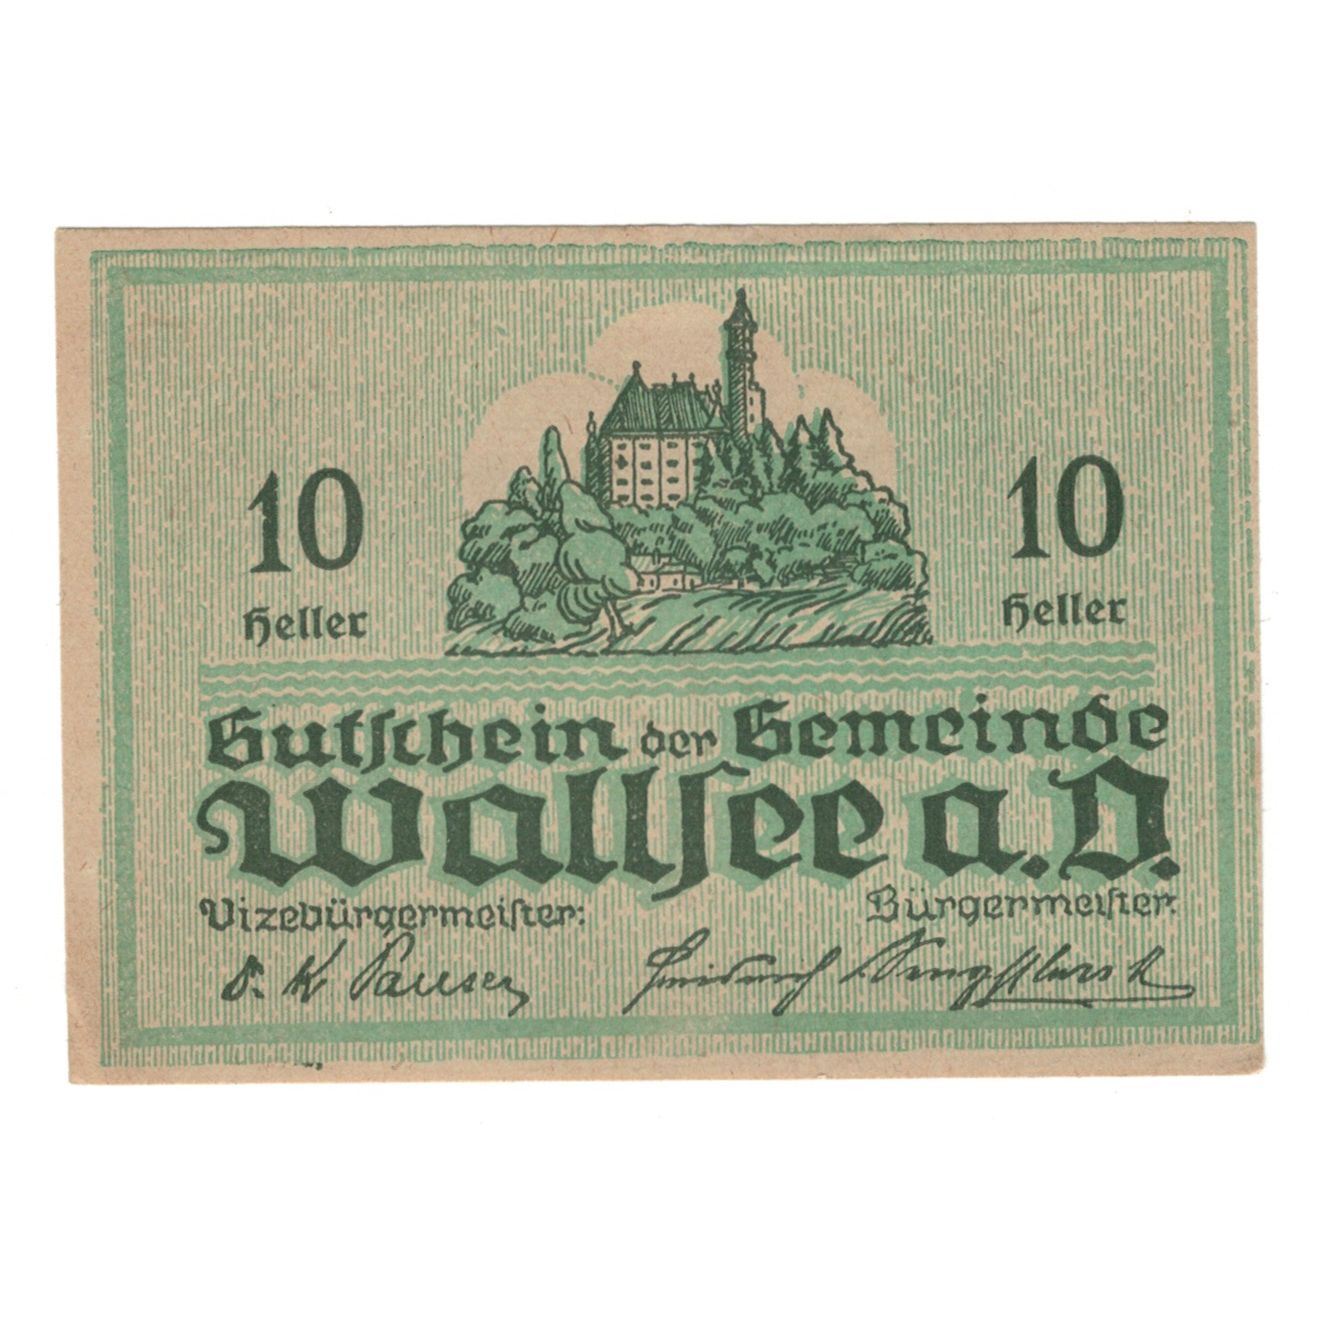 10 10
Heller Heller
Gutschein der Gemeinde
Wallsee a.D.
Vizebürgermeister: Bürgermeister: